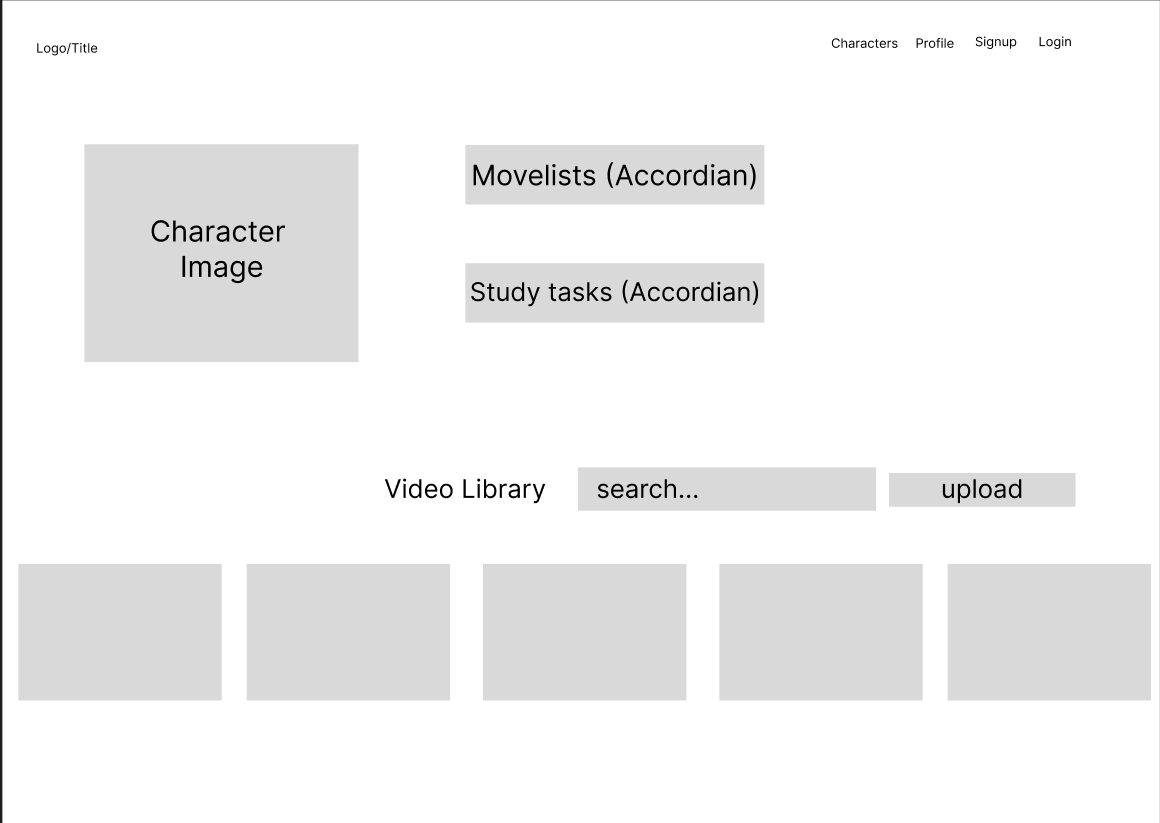 Logo/Title
Characters Profile Signup Login
Character
Image
Movelists (Accordian)
Study tasks (Accordian)
Video Library search... upload